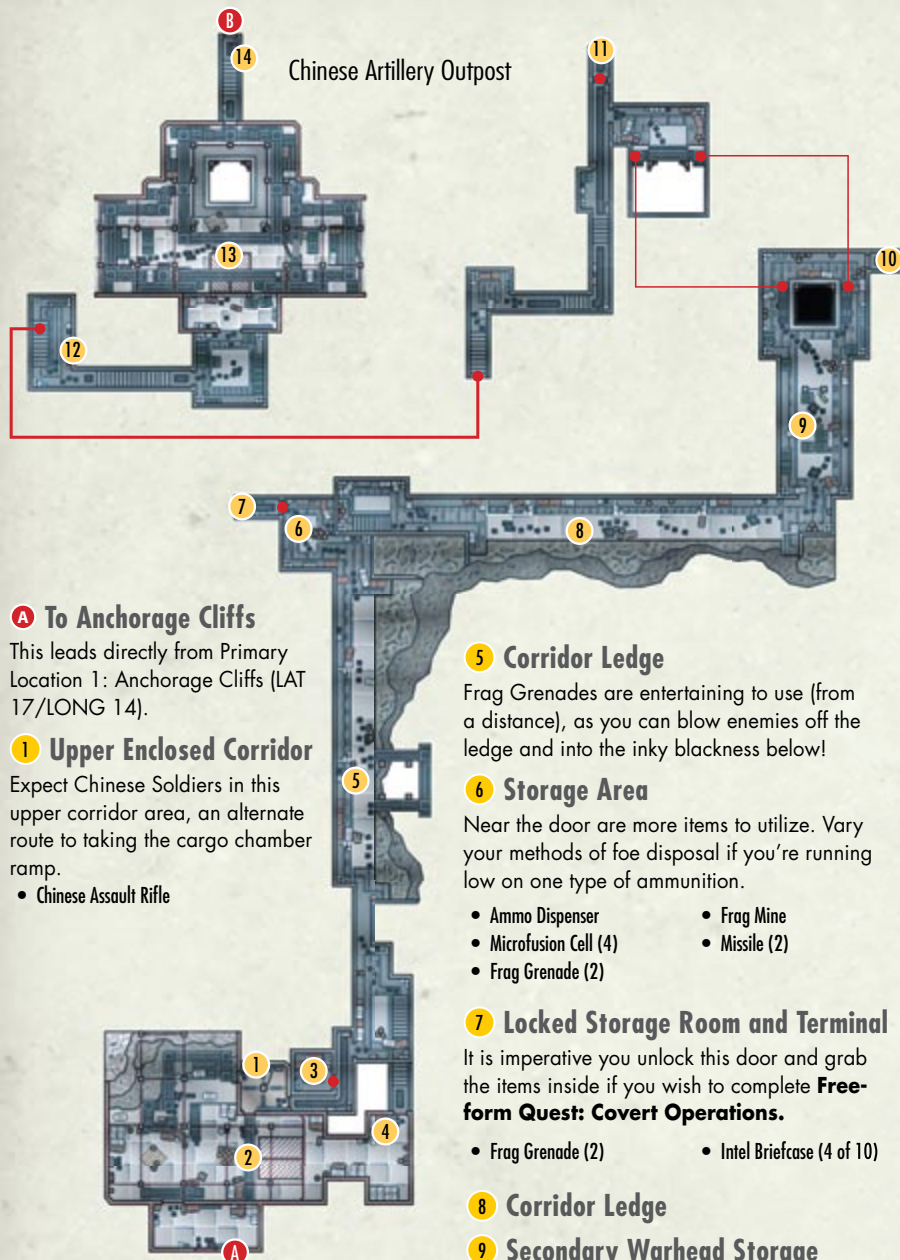 B
14
Chinese Artillery Outpost
11
13
10
12
9
7
6
8
5
1
3
4
2
A
A To Anchorage Cliffs
This leads directly from Primary
Location 1: Anchorage Cliffs (LAT
17/LONG 14).
1 Upper Enclosed Corridor
Expect Chinese Soldiers in this
upper corridor area, an alternate
route to taking the cargo chamber
ramp.
• Chinese Assault Rifle
5 Corridor Ledge
Frag Grenades are entertaining to use (from
a distance), as you can blow enemies off the
ledge and into the inky blackness below!
6 Storage Area
Near the door are more items to utilize. Vary
your methods of foe disposal if you're running
low on one type of ammunition.
• Ammo Dispenser
• Microfusion Cell (4)
• Frag Grenade (2)
• Frag Mine
• Missile (2)
7 Locked Storage Room and Terminal
It is imperative you unlock this door and grab
the items inside if you wish to complete Free-
form Quest: Covert Operations.
• Frag Grenade (2)
• Intel Briefcase (4 of 10)
8 Corridor Ledge
9 Secondary Warhead Storage